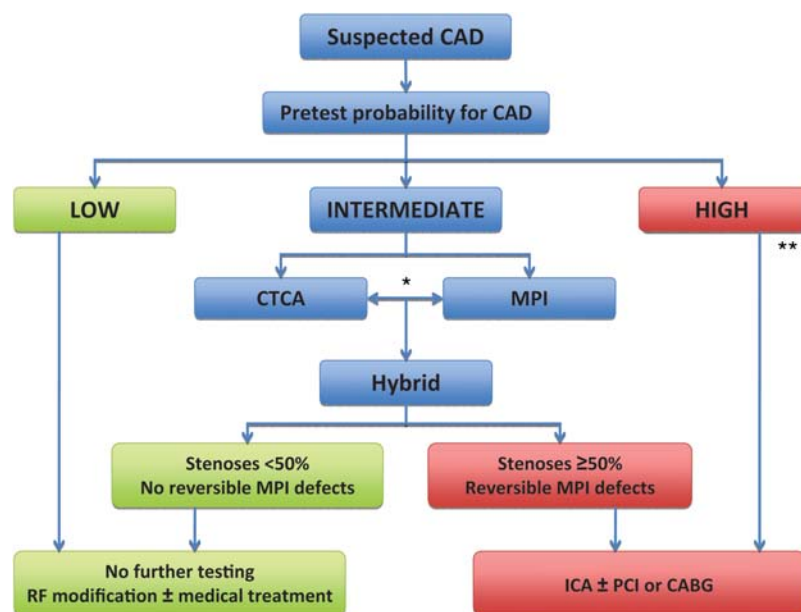 Suspected CAD
Pretest probability for CAD
LOW
INTERMEDIATE
HIGH
**
*
CTCA
MPI
Hybrid
Stenoses <50%
No reversible MPI defects
Stenoses ≥50%
Reversible MPI defects
No further testing
RF modification ± medical treatment
ICA ± PCI or CABG